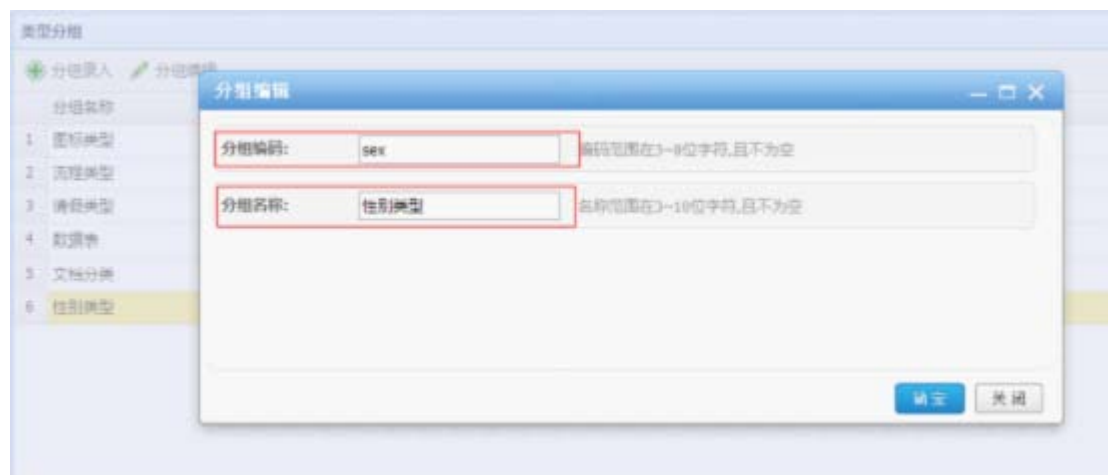 类型分组
分组录入 分组编辑
分组名称
1 图标类型
2 流程类型
3 请假类型
4 数据表
5 文档分类
6 性别类型
分组编辑
分组编码: sex 编码范围在3~8位字符,且不为空
分组名称: 性别类型 名称范围在3~10位字符,且不为空
确定 关闭